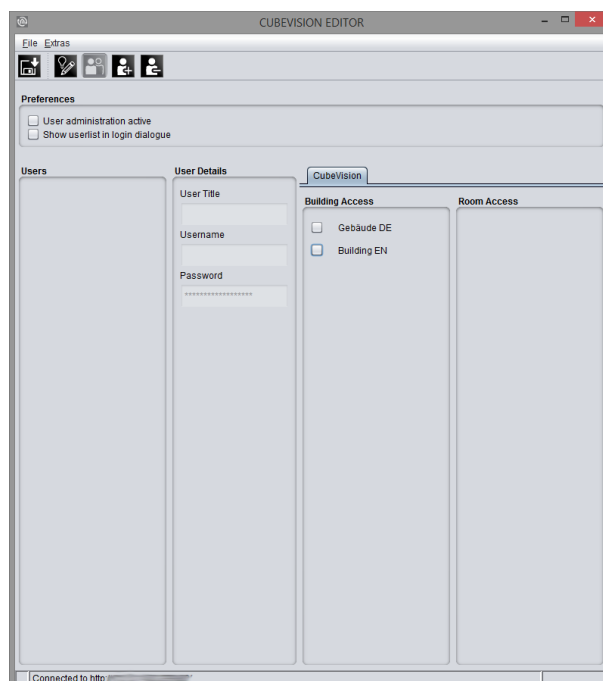 CUBEVISION EDITOR
File Extras
Preferences
User administration active
Show userlist in login dialogue
Users
User Details
User Title
Username
Password
******************
CubeVision
Building Access
Gebäude DE
Building EN
Room Access
Connected to http: